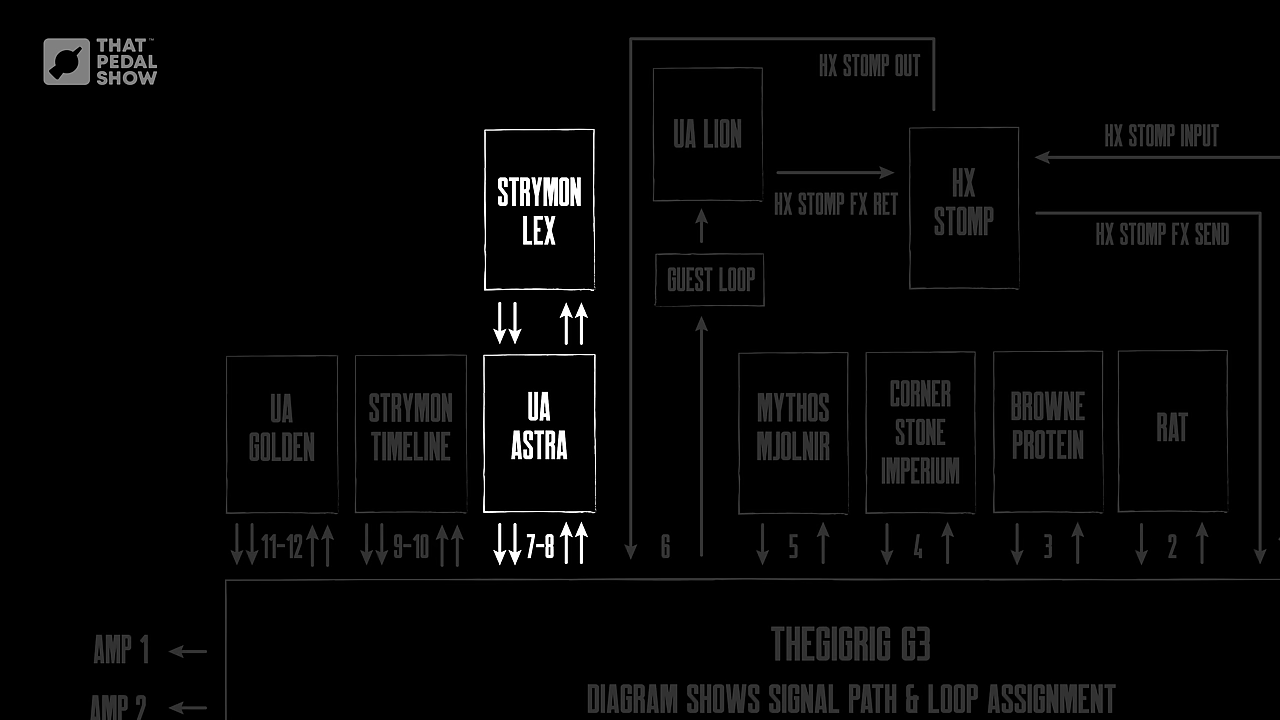 THAT™
PEDAL
SHOW
HX STOMP OUT
UA LION
HX STOMP INPUT
STRYMON
LEX
HX
STOMP
HX STOMP FX RET
HX STOMP FX SEND
GUEST LOOP
UA
GOLDEN
STRYMON
TIMELINE
UA
ASTRA
MYTHOS
MJOLNIR
CORNER
STONE
IMPERIUM
BROWNE
PROTEIN
RAT
11-12
9-10
7-8
6
5
4
3
2
AMP 1
AMP 2
THEGIGRIG G3
DIAGRAM SHOWS SIGNAL PATH & LOOP ASSIGNMENT